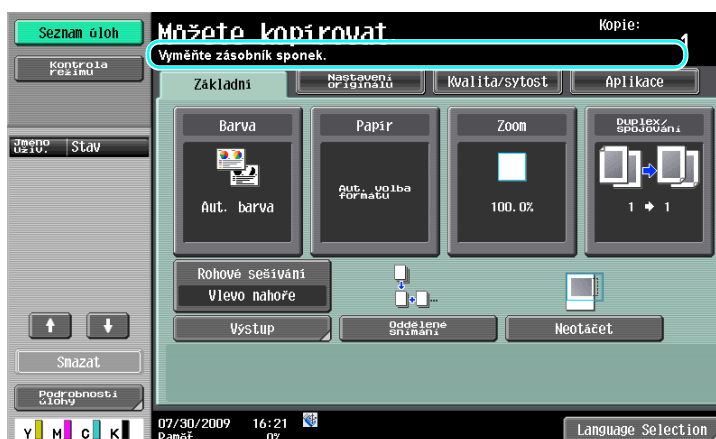 Seznam úloh
Kontrola
režimu
Jméno
uživ.
Stav
Smazat
Podrobnosti
úlohy
Y M C K
Můžete kopírovat.
Kopie:
1
Vyměňte zásobník sponek.
Základní
Nastavení
originálu
Kvalita/sytost
Aplikace
Barva
Papír
Zoom
Duplex/
spojování
Aut. barva
Aut. volba
formátu
100.0%
1 ➔ 1
Rohové sešívání
Vlevo nahoře
Výstup
Oddělené
snímání
Neotáčet
07/30/2009 16:21
Paměť 0%
Language Selection